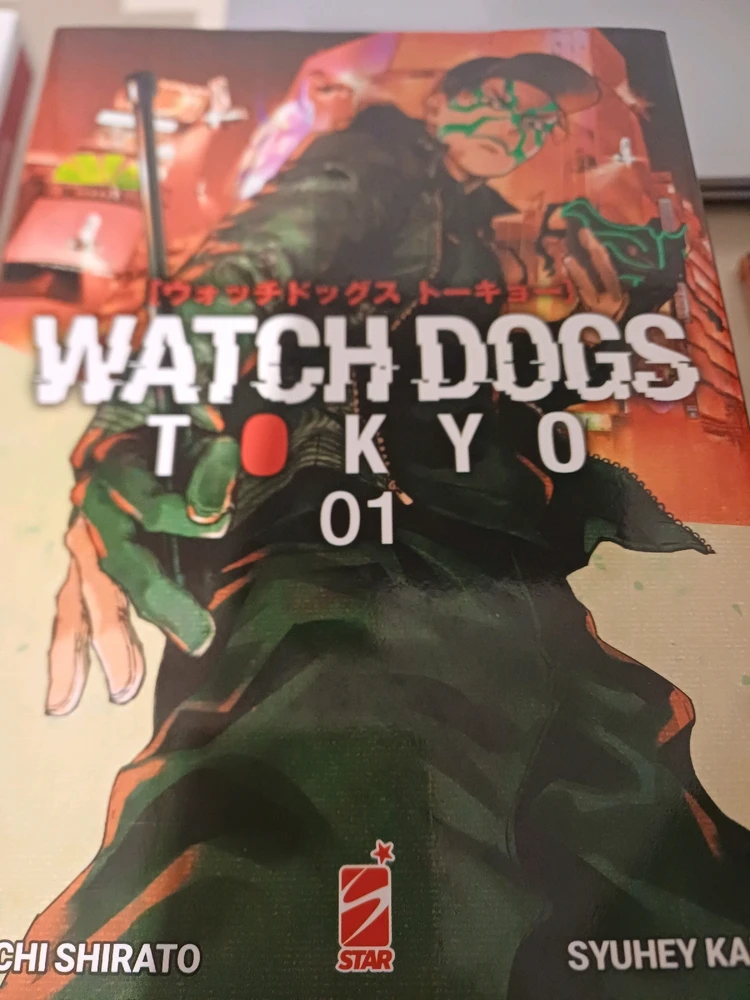 [ウォッチドッグス トーキョー]
WATCH DOGS
TOKYO
01
STAR
CHI SHIRATO
SYUHEY KA